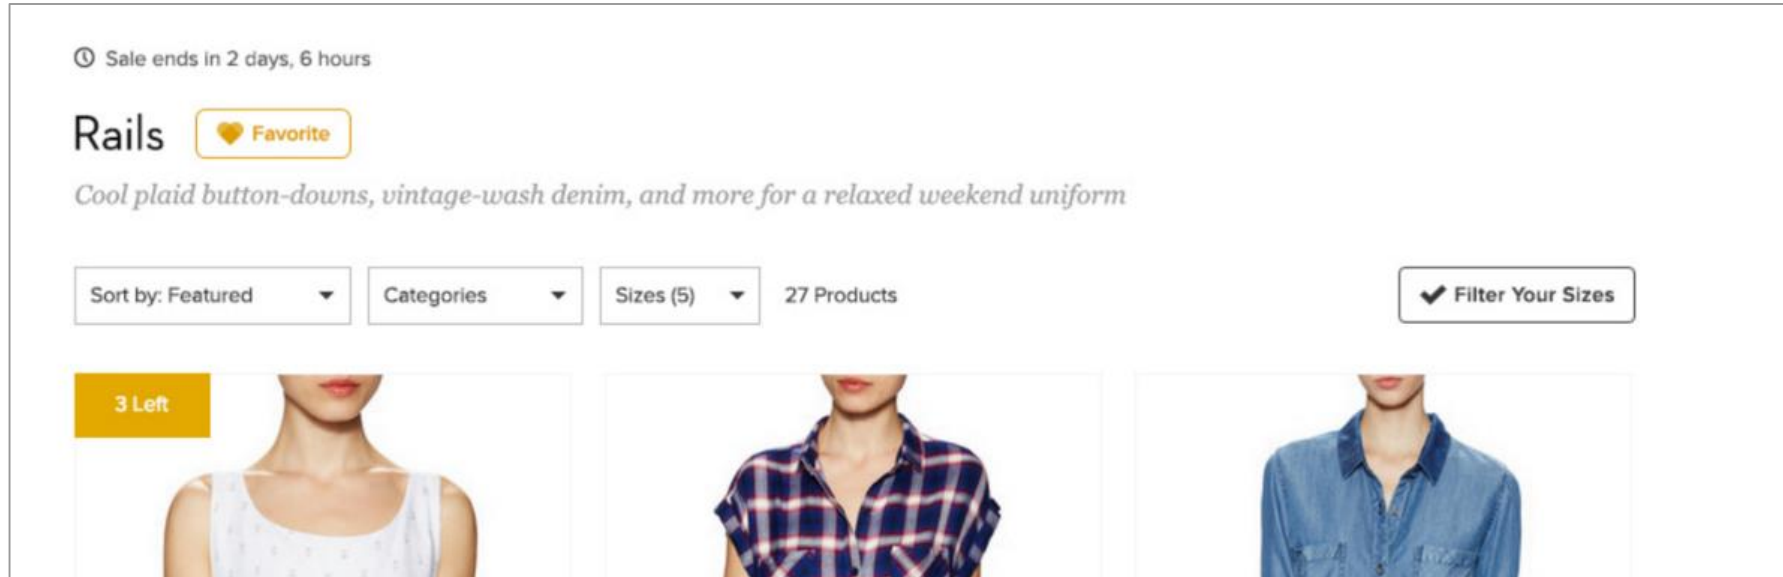 Sale ends in 2 days, 6 hours
Rails Favorite
Cool plaid button-downs, vintage-wash denim, and more for a relaxed weekend uniform
Sort by: Featured Categories Sizes (5) 27 Products Filter Your Sizes
3 Left